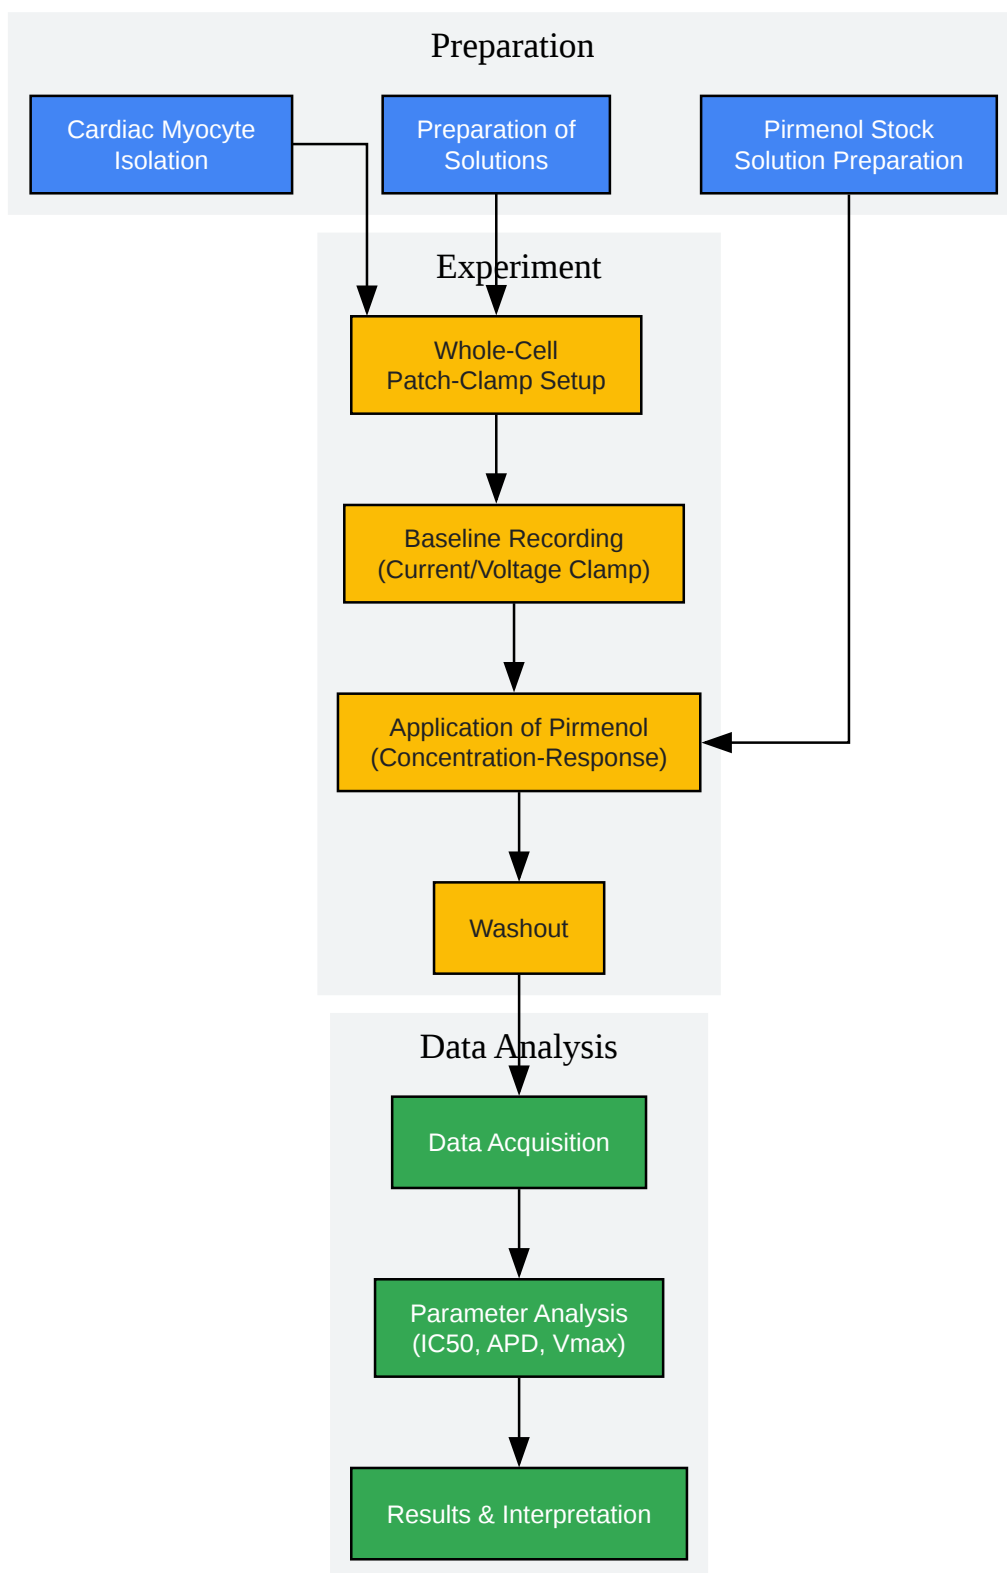 Preparation
Cardiac Myocyte
Isolation
Preparation of
Solutions
Pirmenol Stock
Solution Preparation
Experiment
Whole-Cell
Patch-Clamp Setup
Baseline Recording
(Current/Voltage Clamp)
Application of Pirmenol
(Concentration-Response)
Washout
Data Analysis
Data Acquisition
Parameter Analysis
(IC50, APD, Vmax)
Results & Interpretation